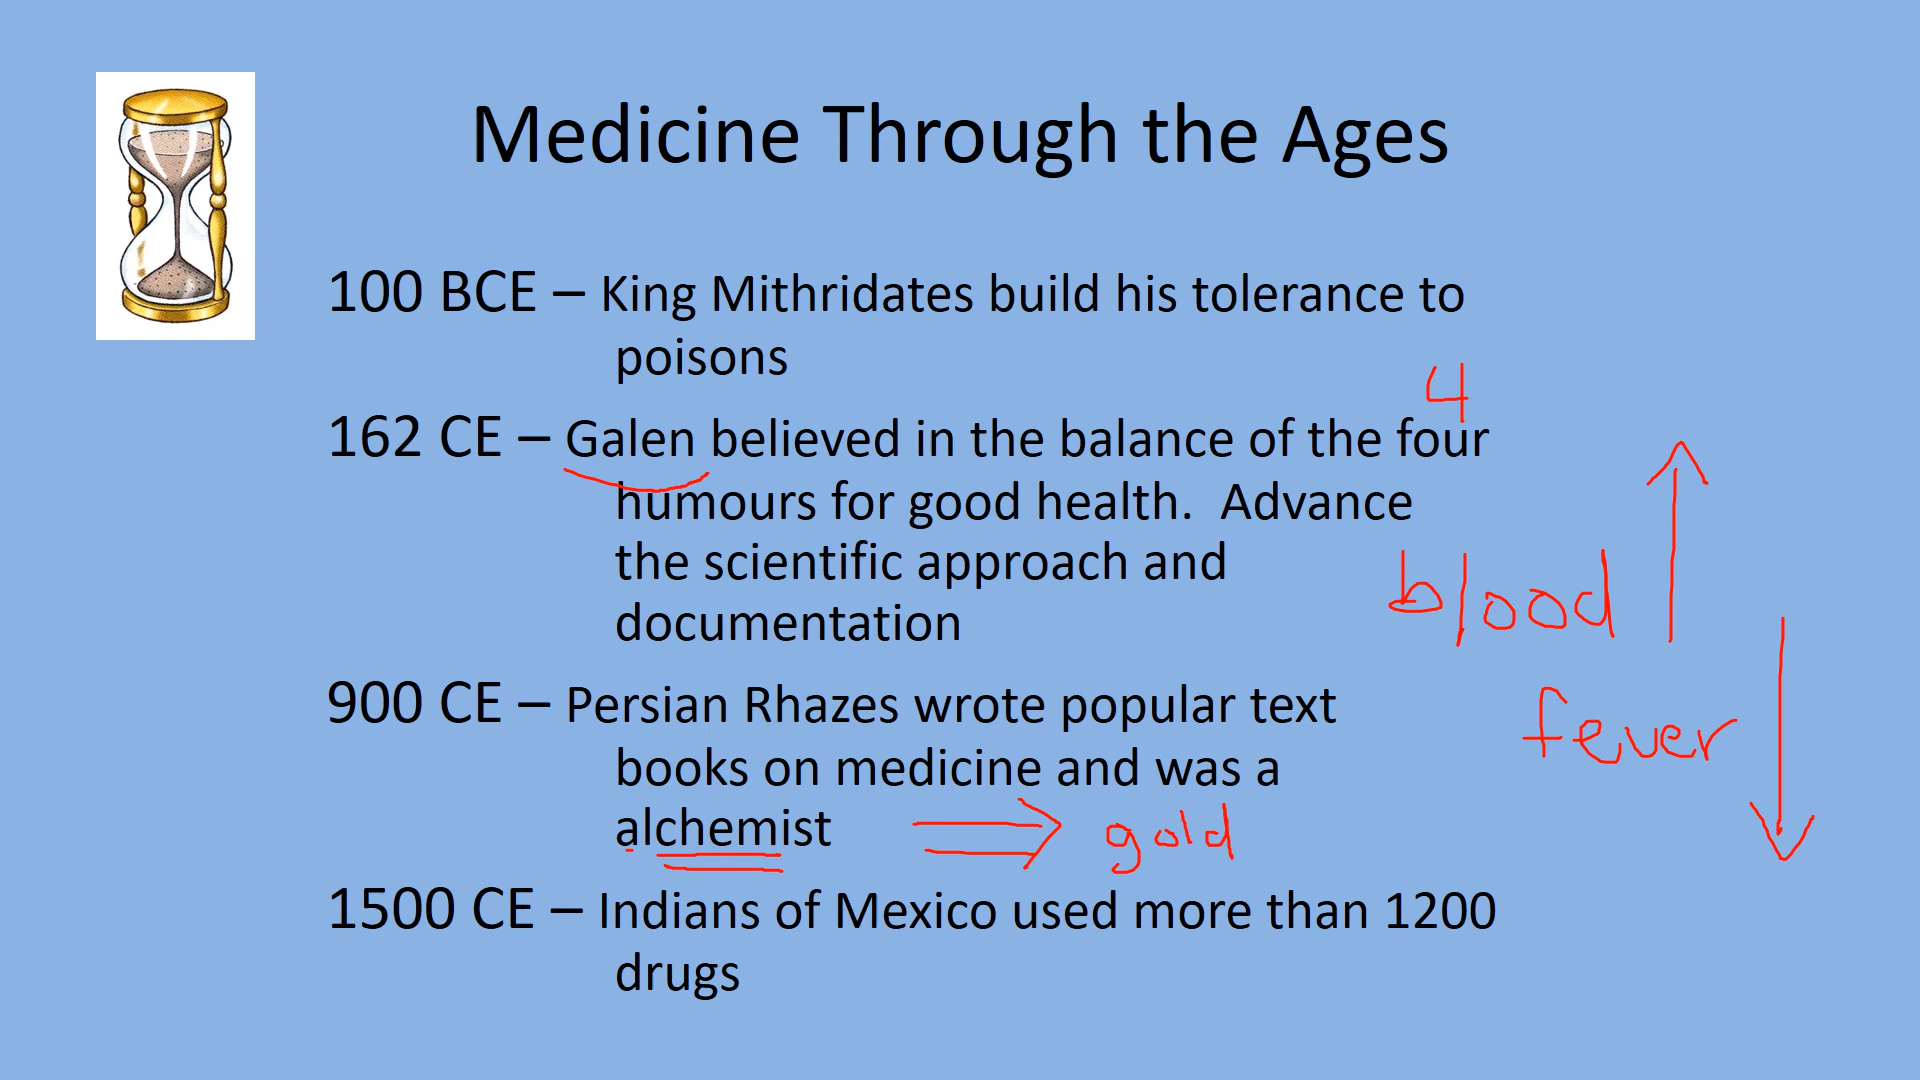 Medicine Through the Ages
100 BCE – King Mithridates build his tolerance to
poisons
4
162 CE – Galen believed in the balance of the four
humours for good health.  Advance
the scientific approach and
documentation
blood
900 CE – Persian Rhazes wrote popular text
fever
books on medicine and was a
alchemist
gold
1500 CE – Indians of Mexico used more than 1200
drugs